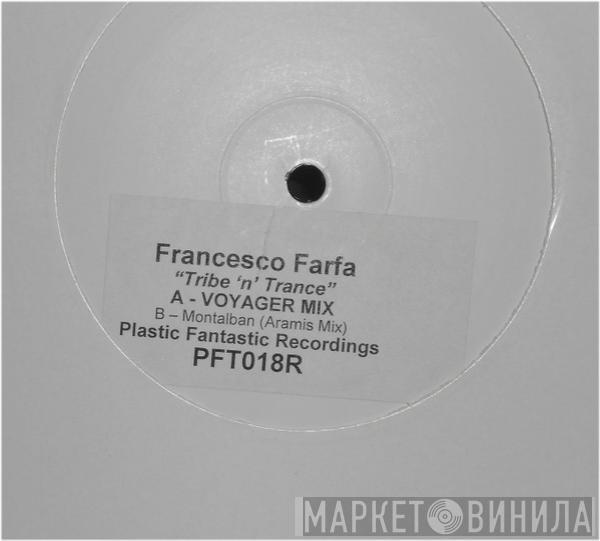 Francesco Farfa
“Tribe ‘n’ Trance”
A - VOYAGER MIX
B – Montalban (Aramis Mix)
Plastic Fantastic Recordings
PFT018R
МАРКЕТ ВИНИЛА